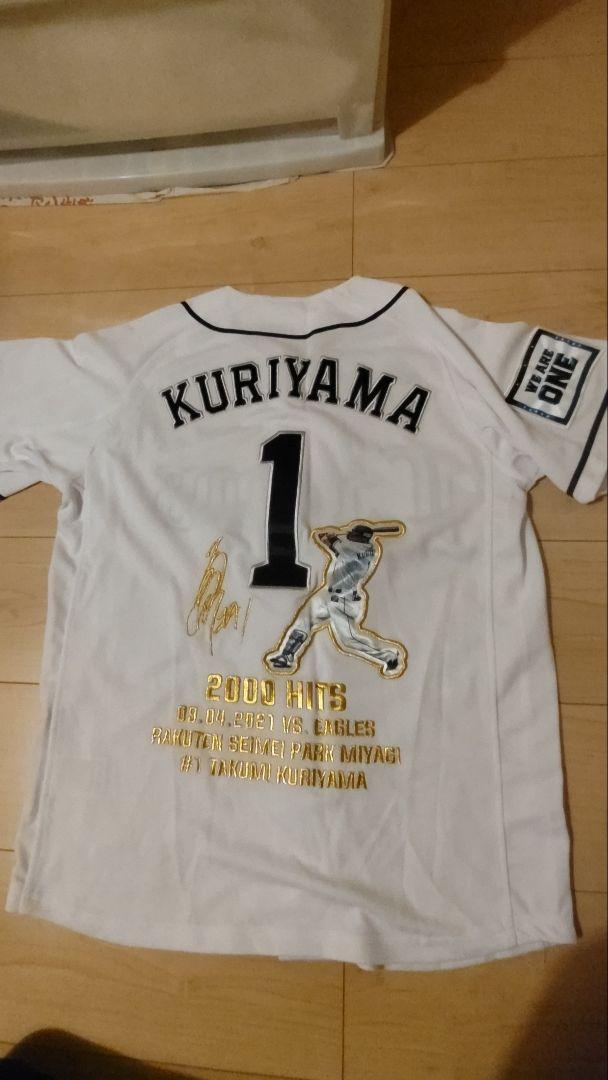 KURIYAMA
1
WE ARE
ONE
2000 HITS
09.04.2021 VS. EAGLES
RAKUTEN SEIMEI PARK MIYAGI
#1 TAKUMI KURIYAMA